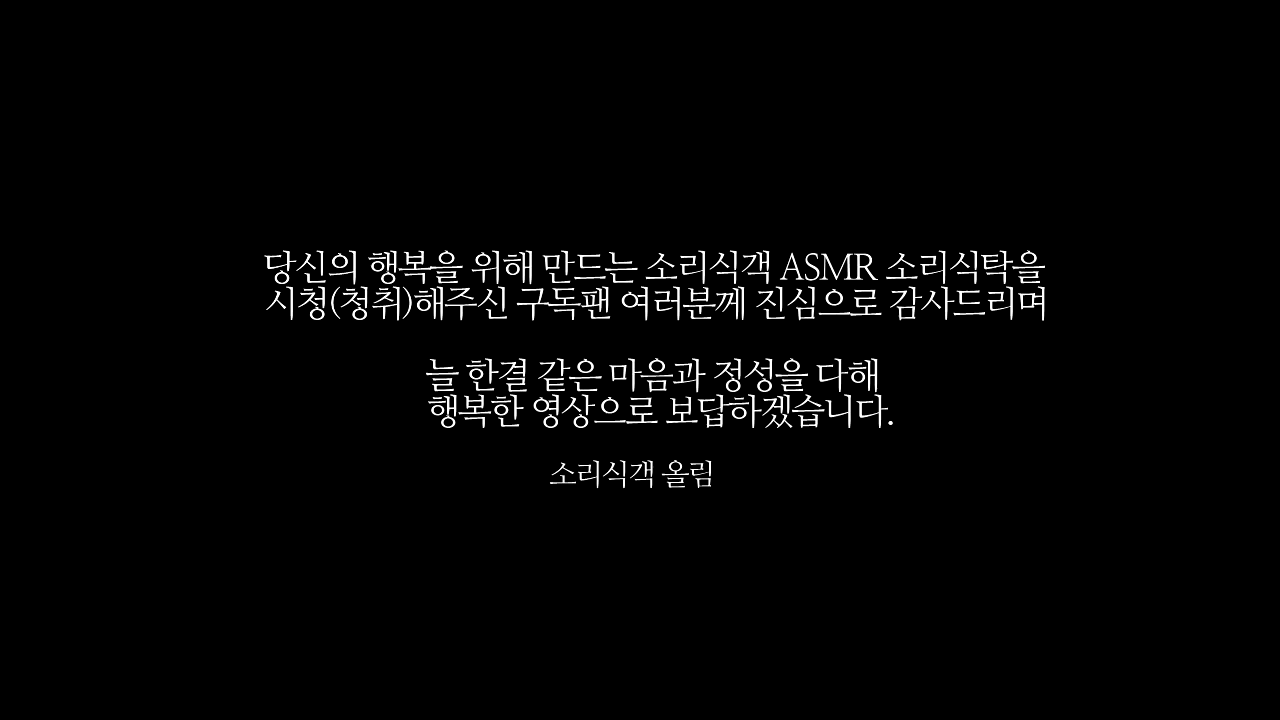 당신의 행복을 위해 만드는 소리식객 ASMR 소리식탁을
시청(청취)해주신 구독팬 여러분께 진심으로 감사드리며
늘 한결 같은 마음과 정성을 다해
행복한 영상으로 보답하겠습니다.
소리식객 올림